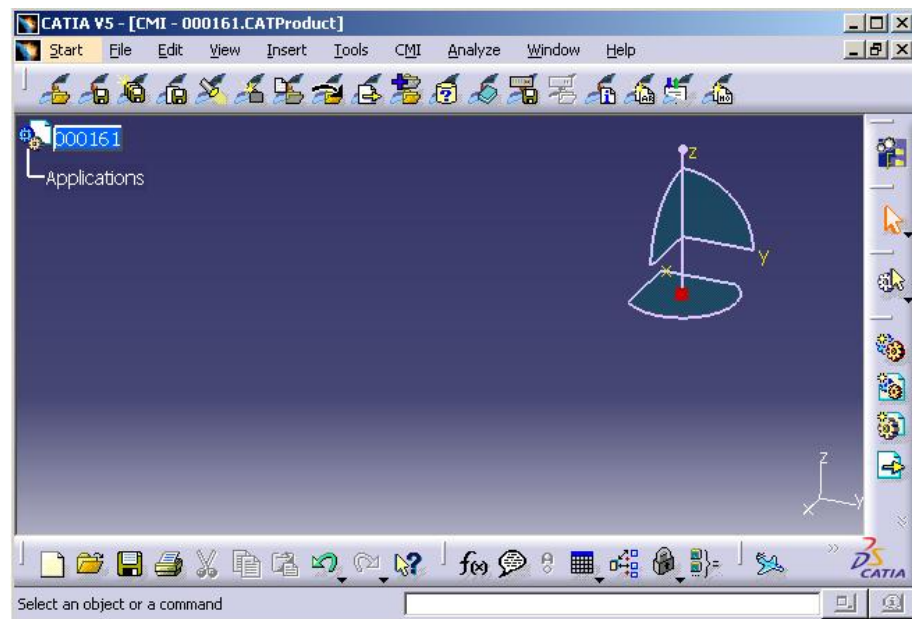 CATIA V5 - [CMI - 000161.CATProduct]
Start File Edit View Insert Tools CMI Analyze Window Help
000161
Applications
z
y
x
z
y
x
f(x)
CATIA
Select an object or a command